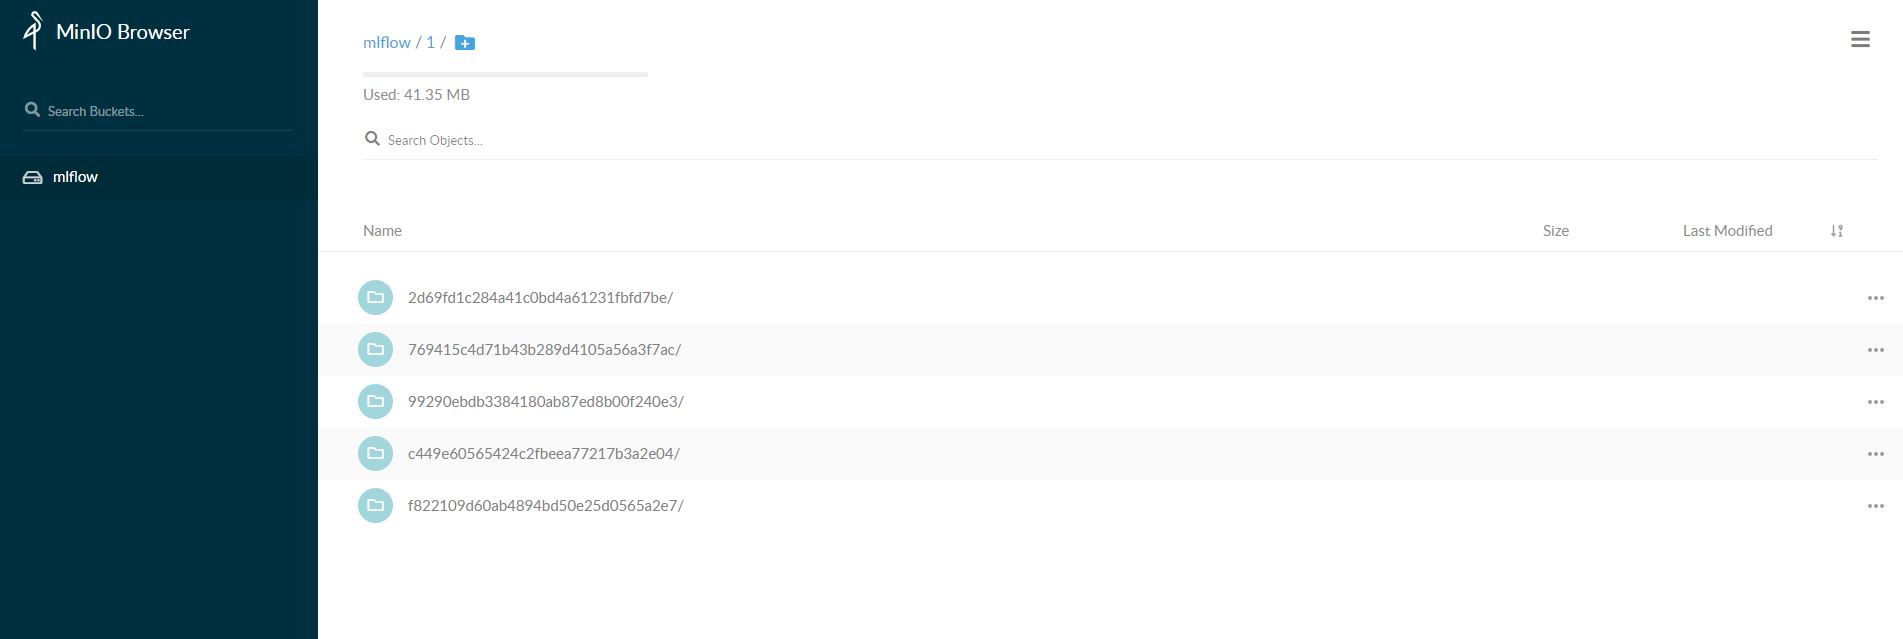 MinIO Browser
Search Buckets...
mlflow
mlflow / 1 /
Used: 41.35 MB
Search Objects...
Name Size Last Modified
2d69fd1c284a41c0bd4a61231fbfd7be/
769415c4d71b43b289d4105a56a3f7ac/
99290ebdb3384180ab87ed8b00f240e3/
c449e60565424c2fbeea77217b3a2e04/
f822109d60ab4894bd50e25d0565a2e7/